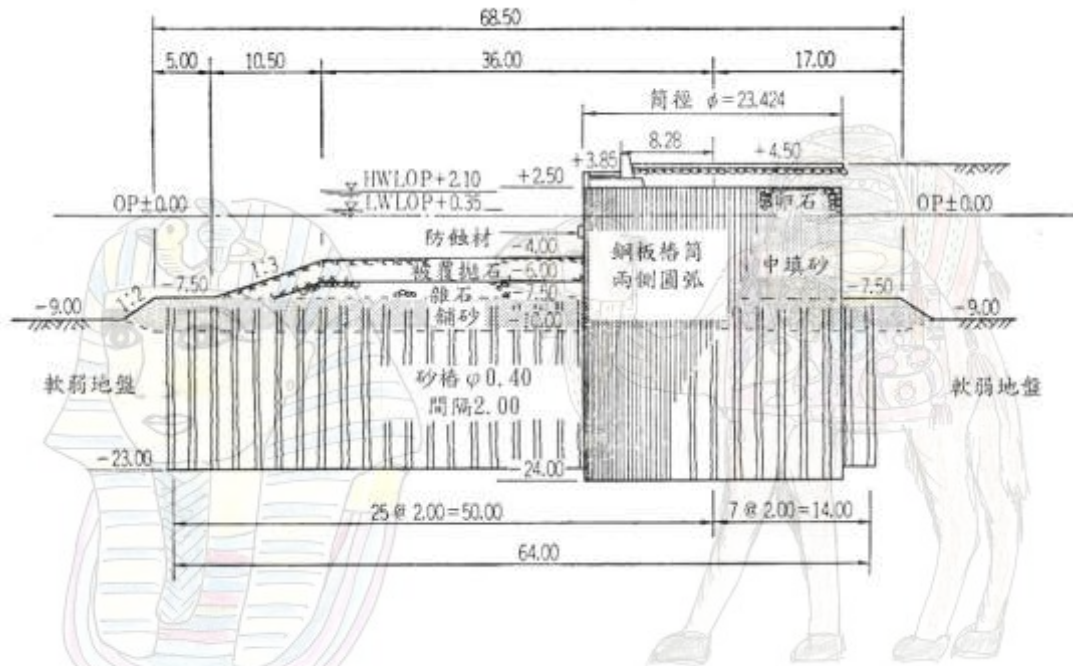 68.50
5.00 10.50 36.00 17.00
筒徑 φ=23.424
8.28
+3.85 +4.50
HWLOP+2.10 +2.50
LWLOP+0.35 卵石
OP±0.00 OP±0.00
防蝕材
鋼板樁筒
兩側圓弧
中填砂
-4.00
1:3 被覆拋石 -6.00
-7.50 雜石 -7.50 -7.50
-9.00 1:2 -9.00
舖砂
砂樁φ0.40
間隔2.00
軟弱地盤 軟弱地盤
-23.00 -24.00
25@2.00=50.00 7@2.00=14.00
64.00